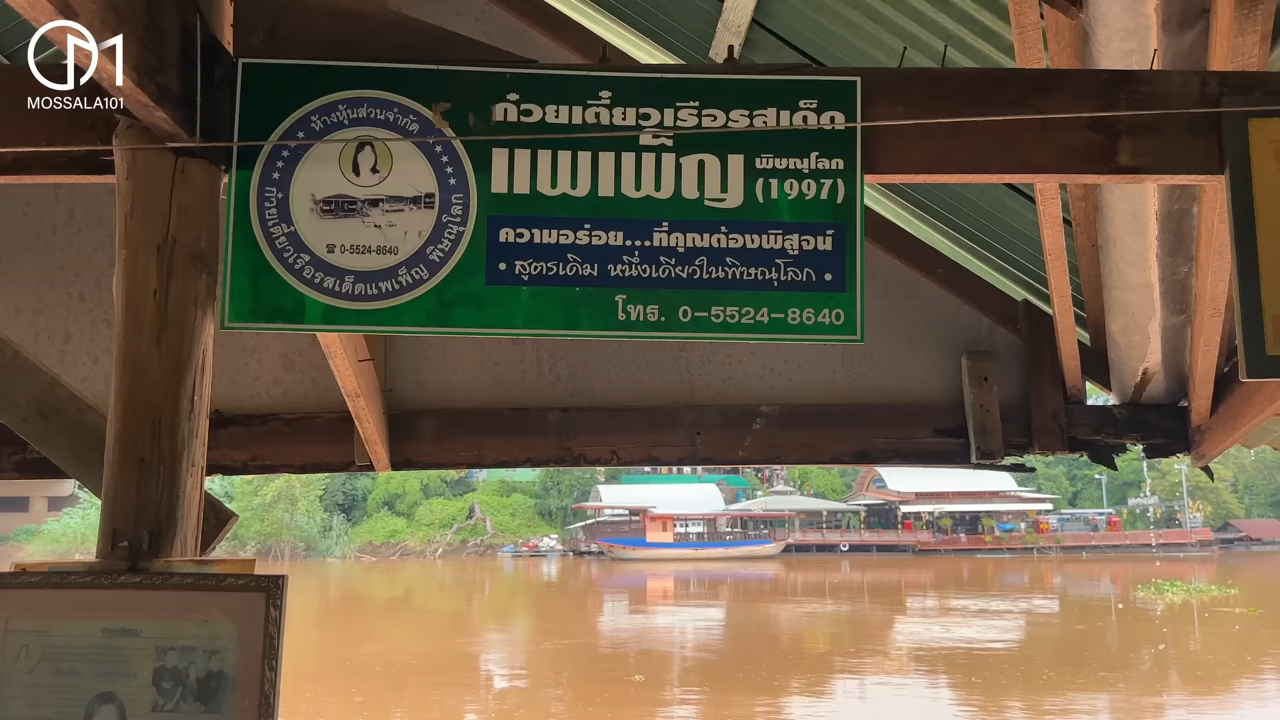 MOSSALA101
ก๋วยเตี๋ยวเรือรสเด็ด
แพเพ็ญ พิษณุโลก (1997)
ความอร่อย...ที่คุณต้องพิสูจน์
• สูตรเดิม หนึ่งเดียวในพิษณุโลก •
โทร. 0-5524-8640
ห้างหุ้นส่วนจำกัด
☎ 0-5524-8640
ก๋วยเตี๋ยวเรือรสเด็ดแพเพ็ญ พิษณุโลก